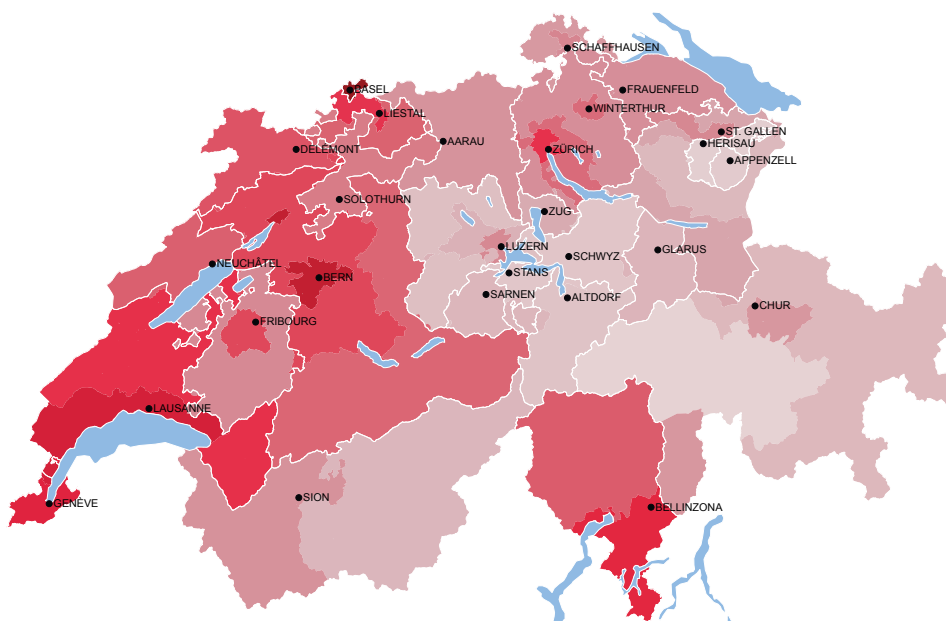 SCHAFFHAUSEN
BASEL
FRAUENFELD
WINTERTHUR
LIESTAL
ST. GALLEN
AARAU
HERISAU
DELÉMONT
ZÜRICH
APPENZELL
SOLOTHURN
ZUG
LUZERN
GLARUS
SCHWYZ
NEUCHÂTEL
STANS
BERN
SARNEN
ALTDORF
CHUR
FRIBOURG
LAUSANNE
SION
GENÈVE
BELLINZONA